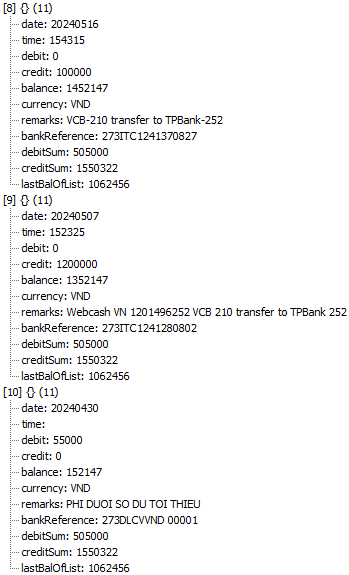 [8] {} (11)
date: 20240516
time: 154315
debit: 0
credit: 100000
balance: 1452147
currency: VND
remarks: VCB-210 transfer to TPBank-252
bankReference: 273ITC1241370827
debitSum: 505000
creditSum: 1550322
lastBalOfList: 1062456
[9] {} (11)
date: 20240507
time: 152325
debit: 0
credit: 1200000
balance: 1352147
currency: VND
remarks: Webcash VN 1201496252 VCB 210 transfer to TPBank 252
bankReference: 273ITC1241280802
debitSum: 505000
creditSum: 1550322
lastBalOfList: 1062456
[10] {} (11)
date: 20240430
time:
debit: 55000
credit: 0
balance: 152147
currency: VND
remarks: PHI DUOI SO DU TOI THIEU
bankReference: 273DLCVVND 00001
debitSum: 505000
creditSum: 1550322
lastBalOfList: 1062456